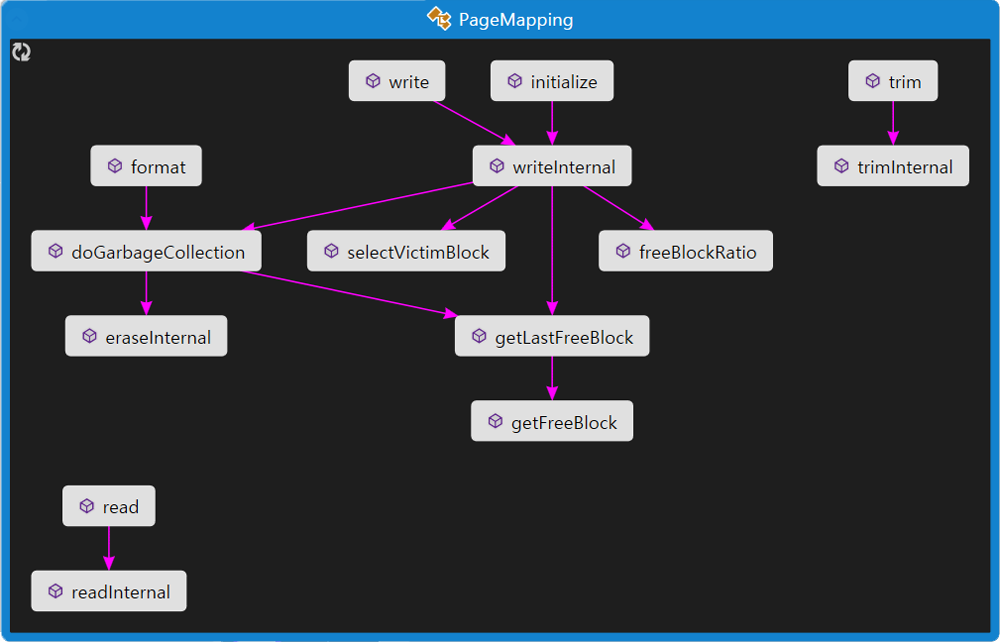 PageMapping
write
initialize
trim
format
writeInternal
trimInternal
doGarbageCollection
selectVictimBlock
freeBlockRatio
eraseInternal
getLastFreeBlock
getFreeBlock
read
readInternal